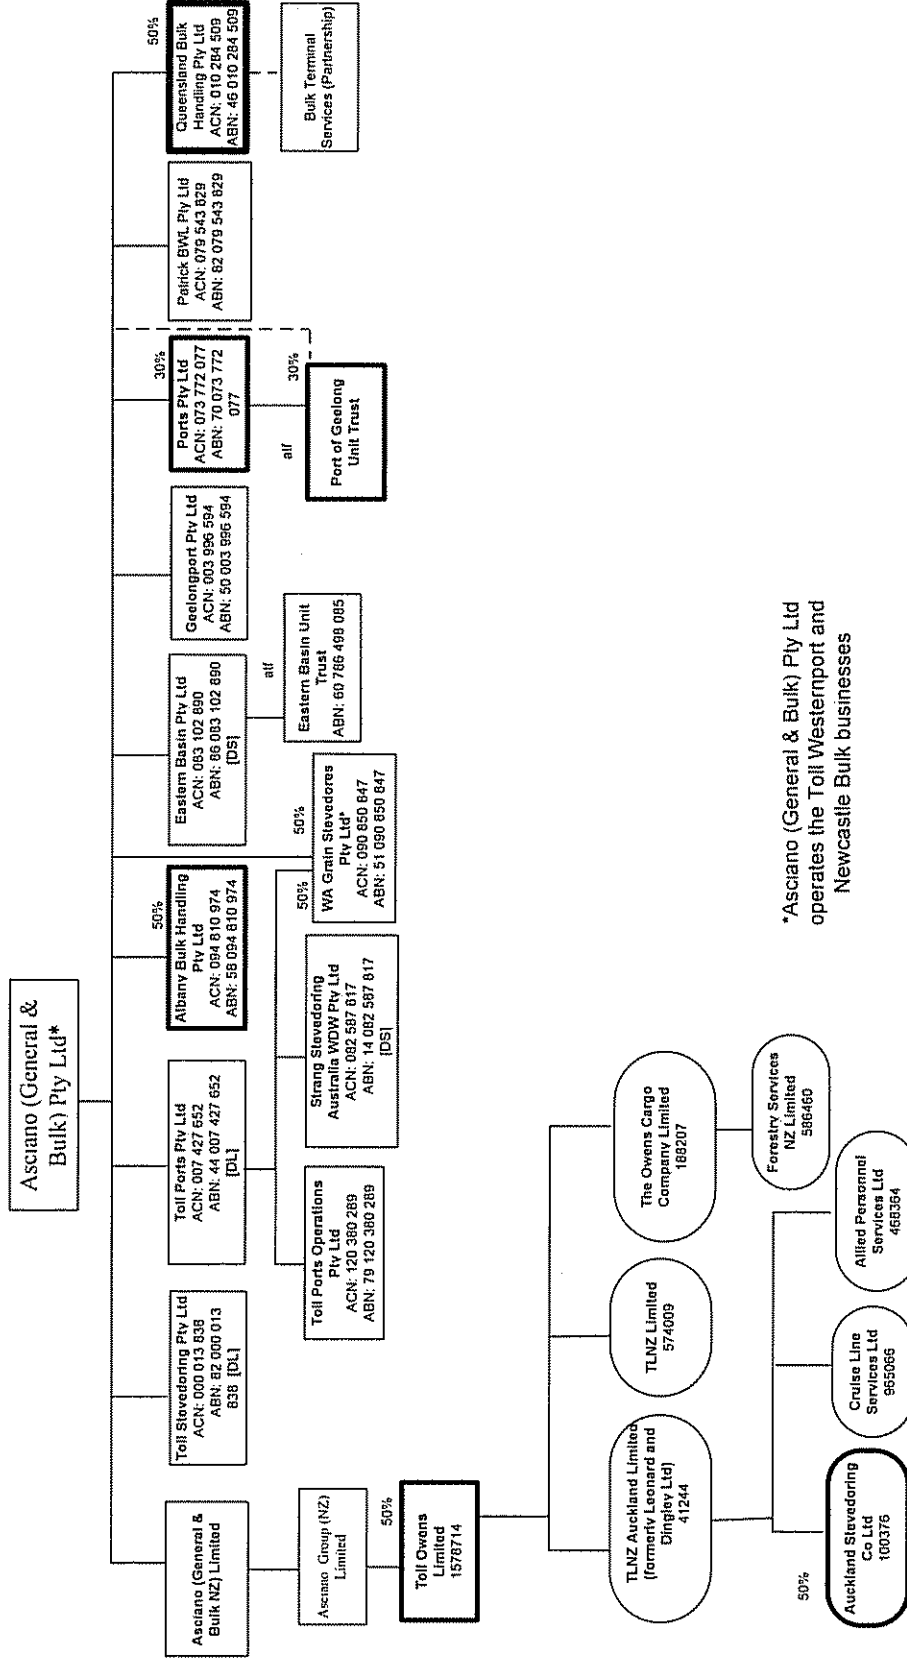 Asciano (General &
Bulk) Pty Ltd*
Asciano (General &
Bulk NZ) Limited
Toll Stevedoring Pty Ltd
ACN: 000 013 838
ABN: 82 000 013
838 [DL]
Toll Ports Pty Ltd
ACN: 007 427 652
ABN: 44 007 427 652
[DL]
50%
Albany Bulk Handling
Pty Ltd
ACN: 094 810 974
ABN: 58 094 810 974
Eastern Basin Pty Ltd
ACN: 083 102 890
ABN: 86 083 102 890
[DS]
Geelongport Pty Ltd
ACN: 003 996 594
ABN: 50 003 996 594
30%
Ports Pty Ltd
ACN: 073 772 077
ABN: 70 073 772
077
Patrick BWL Pty Ltd
ACN: 079 543 829
ABN: 82 079 543 829
50%
Queensland Bulk
Handling Pty Ltd
ACN: 010 284 509
ABN: 46 010 284 509
Asciano Group (NZ)
Limited
Toll Ports Operations
Pty Ltd
ACN: 120 380 289
ABN: 79 120 380 289
Strang Stevedoring
Australia WDW Pty Ltd
ACN: 082 587 817
ABN: 14 082 587 817
[DS]
50%
50%
WA Grain Stevedores
Pty Ltd*
ACN: 090 850 847
ABN: 51 090 850 847
atf
Eastern Basin Unit
Trust
ABN: 60 786 498 085
atf
30%
Port of Geelong
Unit Trust
Bulk Terminal
Services (Partnership)
50%
Toll Owens
Limited
1578714
TLNZ Auckland Limited
(formerly Leonard and
Dingley Ltd)
41244
TLNZ Limited
574009
The Owens Cargo
Company Limited
188207
*Asciano (General & Bulk) Pty Ltd
operates the Toll Westernport and
Newcastle Bulk businesses
Forestry Services
NZ Limited
586460
50%
Auckland Stevedoring
Co Ltd
100376
Cruise Line
Services Ltd
965066
Allied Personnel
Services Ltd
468364